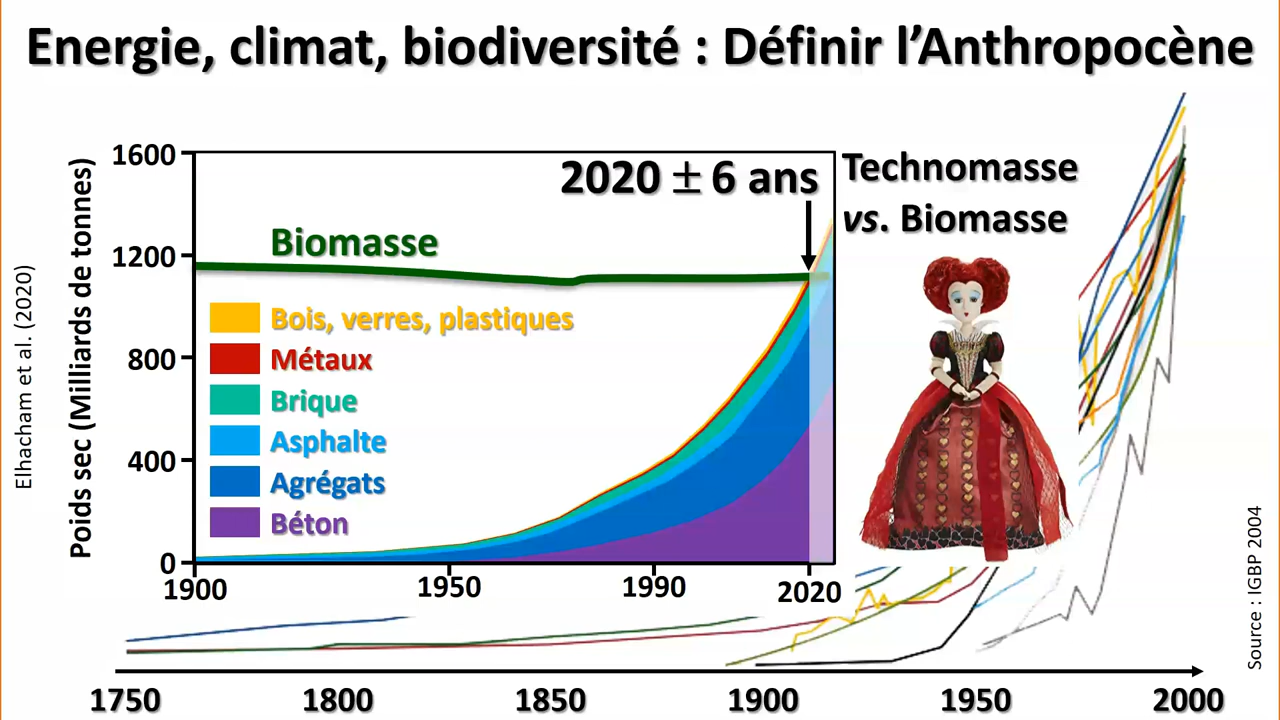 Energie, climat, biodiversité : Définir l'Anthropocène
Elhacham et al. (2020)
Poids sec (Milliards de tonnes)
1600
1200
800
400
0
2020 ± 6 ans
Technomasse
vs. Biomasse
Biomasse
Bois, verres, plastiques
Métaux
Brique
Asphalte
Agrégats
Béton
1900
1950
1990
2020
Source : IGBP 2004
1750
1800
1850
1900
1950
2000